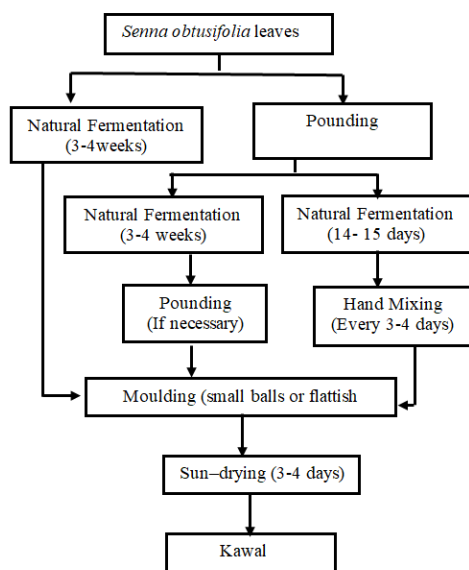 Senna obtusifolia leaves
Natural Fermentation
(3-4weeks)
Pounding
Natural Fermentation
(3-4 weeks)
Natural Fermentation
(14- 15 days)
Pounding
(If necessary)
Hand Mixing
(Every 3-4 days)
Moulding (small balls or flattish
Sun–drying (3-4 days)
Kawal